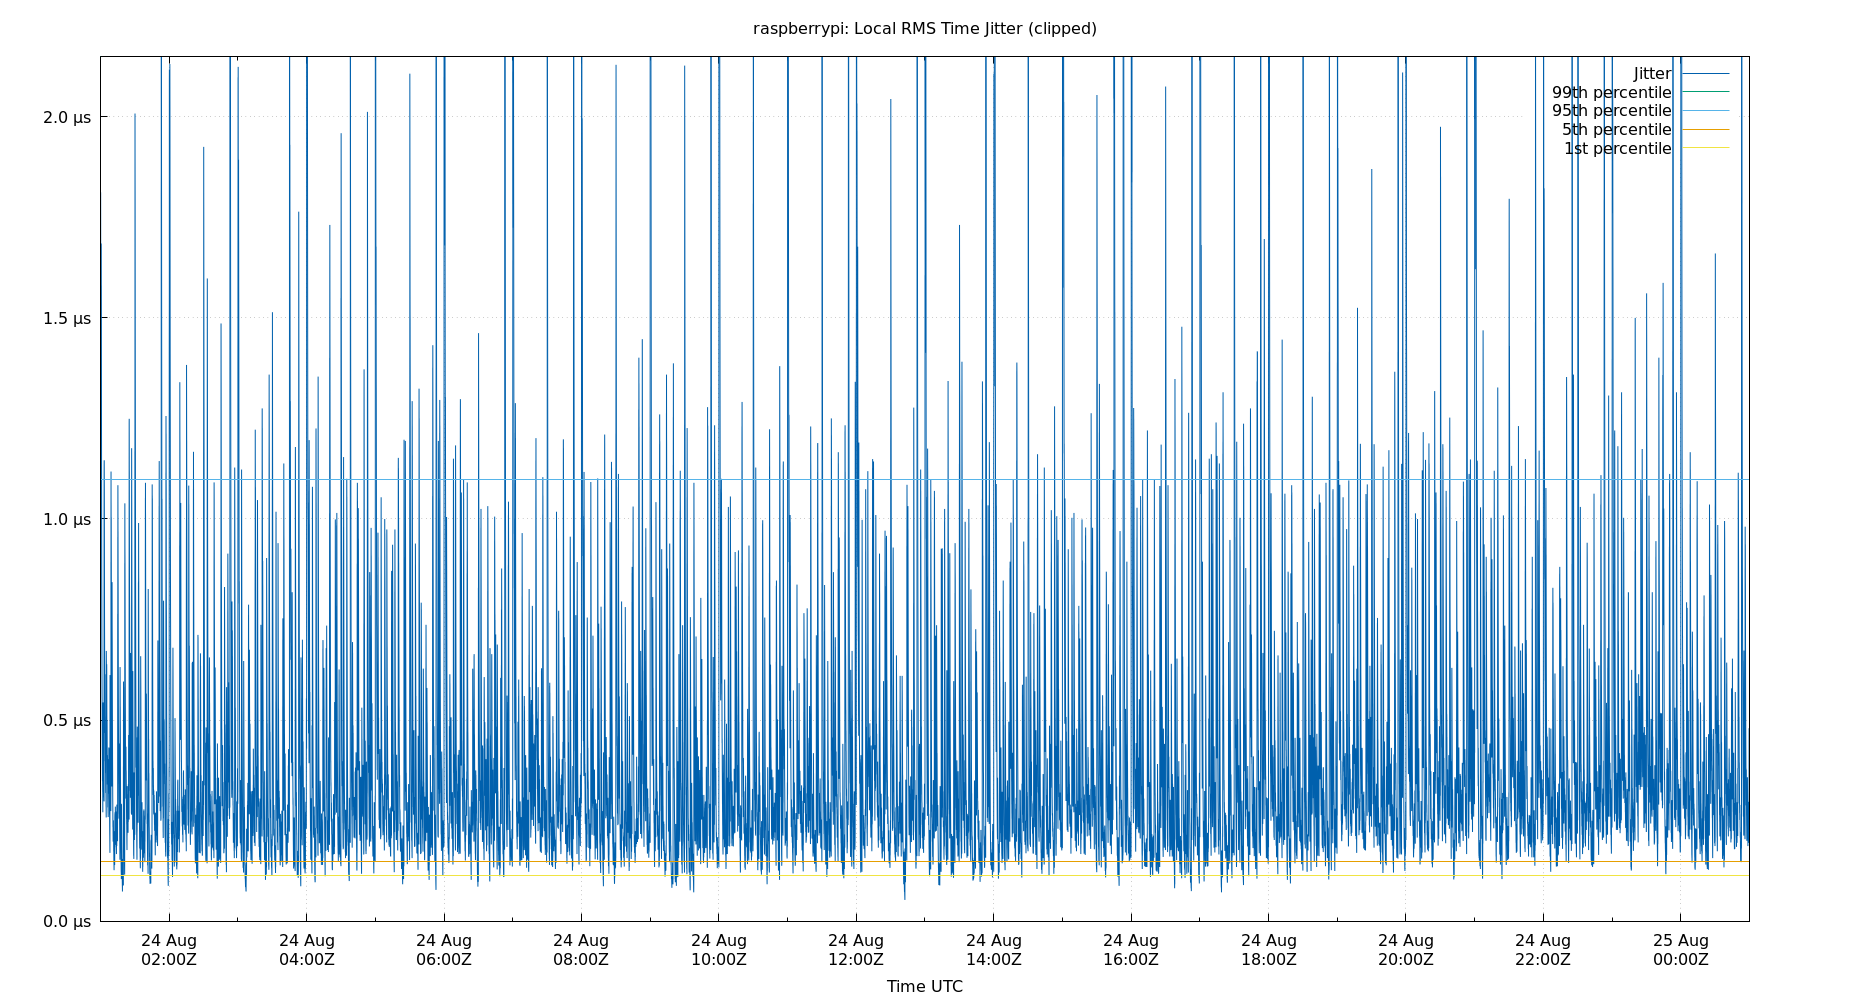 raspberrypi: Local RMS Time Jitter (clipped)
Jitter
99th percentile
95th percentile
5th percentile
1st percentile
2.0 µs
1.5 µs
1.0 µs
0.5 µs
0.0 µs
24 Aug 24 Aug 24 Aug 24 Aug 24 Aug 24 Aug 24 Aug 24 Aug 24 Aug 24 Aug 24 Aug 25 Aug
02:00Z 04:00Z 06:00Z 08:00Z 10:00Z 12:00Z 14:00Z 16:00Z 18:00Z 20:00Z 22:00Z 00:00Z
Time UTC